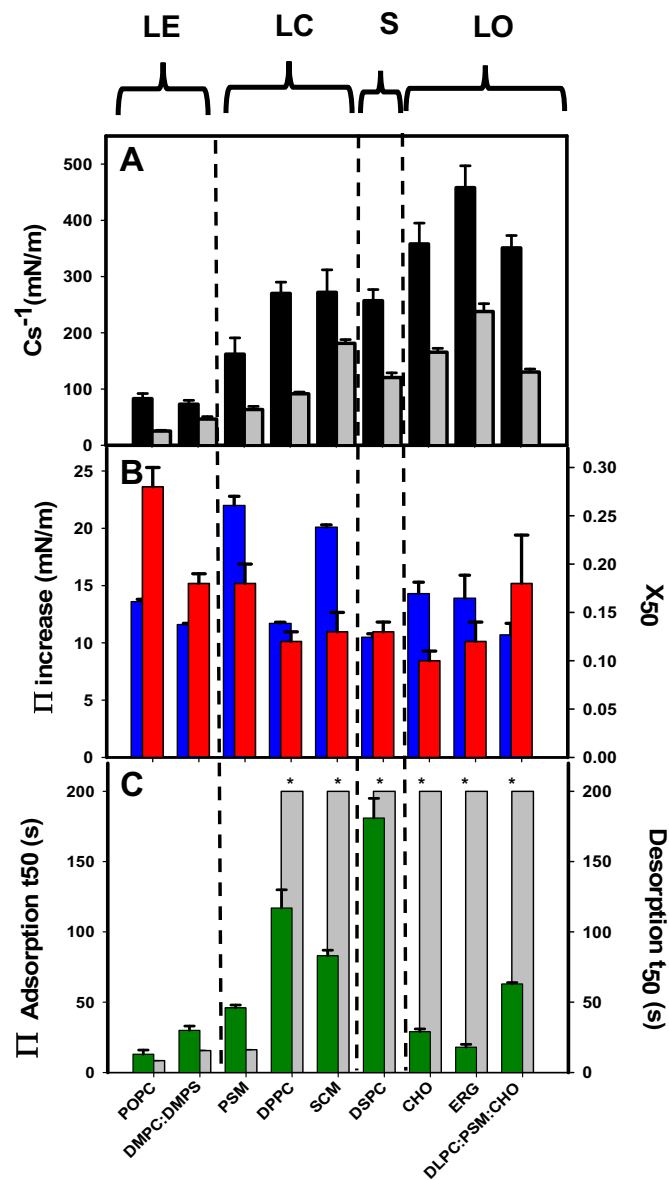 LE LC S LO
A
500
400
300
200
100
0
Cs-1(mN/m)
B
25
20
15
10
5
0
Π increase (mN/m)
0.30
0.25
0.20
0.15
0.10
0.05
0.00
X50
C
* * * * * *
200
150
100
50
0
Π Adsorption t50 (s)
200
150
100
50
0
Desorption t50 (s)
POPC
DMPC:DMPS
PSM
DPPC
SCM
DSPC
CHO
ERG
DLPC:PSM:CHO